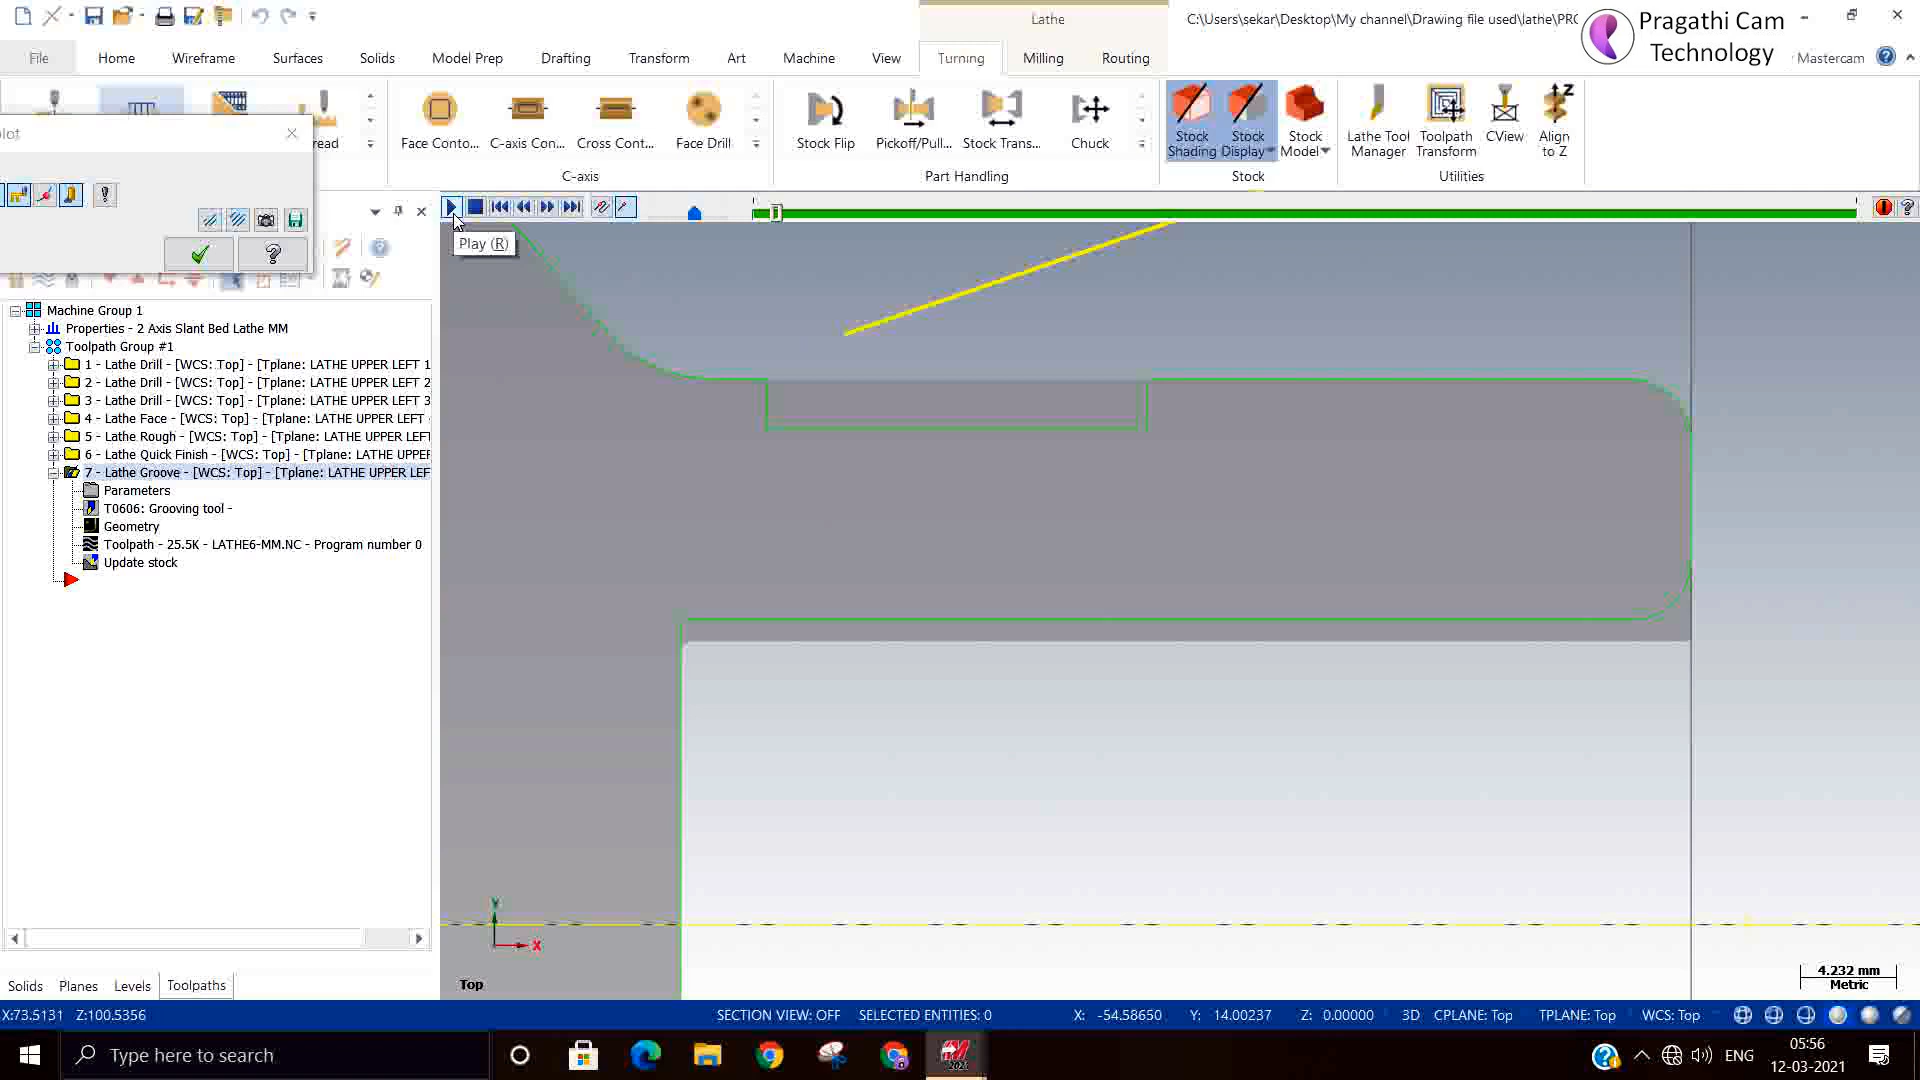 Lathe
C:\Users\sekar\Desktop\My channel\Drawing file used\lathe\PRC
Pragathi Cam
Technology
Mastercam
File
Home
Wireframe
Surfaces
Solids
Model Prep
Drafting
Transform
Art
Machine
View
Turning
Milling
Routing
read
Face Conto...
C-axis Con...
Cross Cont...
Face Drill
Stock Flip
Pickoff/Pull...
Stock Trans...
Chuck
Stock
Shading
Stock
Display
Stock
Model
Lathe Tool
Manager
Toolpath
Transform
CView
Align
to Z
C-axis
Part Handling
Stock
Utilities
lot
Play (R)
Machine Group 1
Properties - 2 Axis Slant Bed Lathe MM
Toolpath Group #1
1 - Lathe Drill - [WCS: Top] - [Tplane: LATHE UPPER LEFT 1
2 - Lathe Drill - [WCS: Top] - [Tplane: LATHE UPPER LEFT 2
3 - Lathe Drill - [WCS: Top] - [Tplane: LATHE UPPER LEFT 3
4 - Lathe Face - [WCS: Top] - [Tplane: LATHE UPPER LEFT
5 - Lathe Rough - [WCS: Top] - [Tplane: LATHE UPPER LEFT
6 - Lathe Quick Finish - [WCS: Top] - [Tplane: LATHE UPPER
7 - Lathe Groove - [WCS: Top] - [Tplane: LATHE UPPER LEF
Parameters
T0606: Grooving tool -
Geometry
Toolpath - 25.5K - LATHE6-MM.NC - Program number 0
Update stock
Y
X
Top
4.232 mm
Metric
Solids
Planes
Levels
Toolpaths
X:73.5131 Z:100.5356
SECTION VIEW: OFF
SELECTED ENTITIES: 0
X: -54.58650
Y: 14.00237
Z: 0.00000
3D
CPLANE: Top
TPLANE: Top
WCS: Top
Type here to search
2021
ENG
05:56
12-03-2021